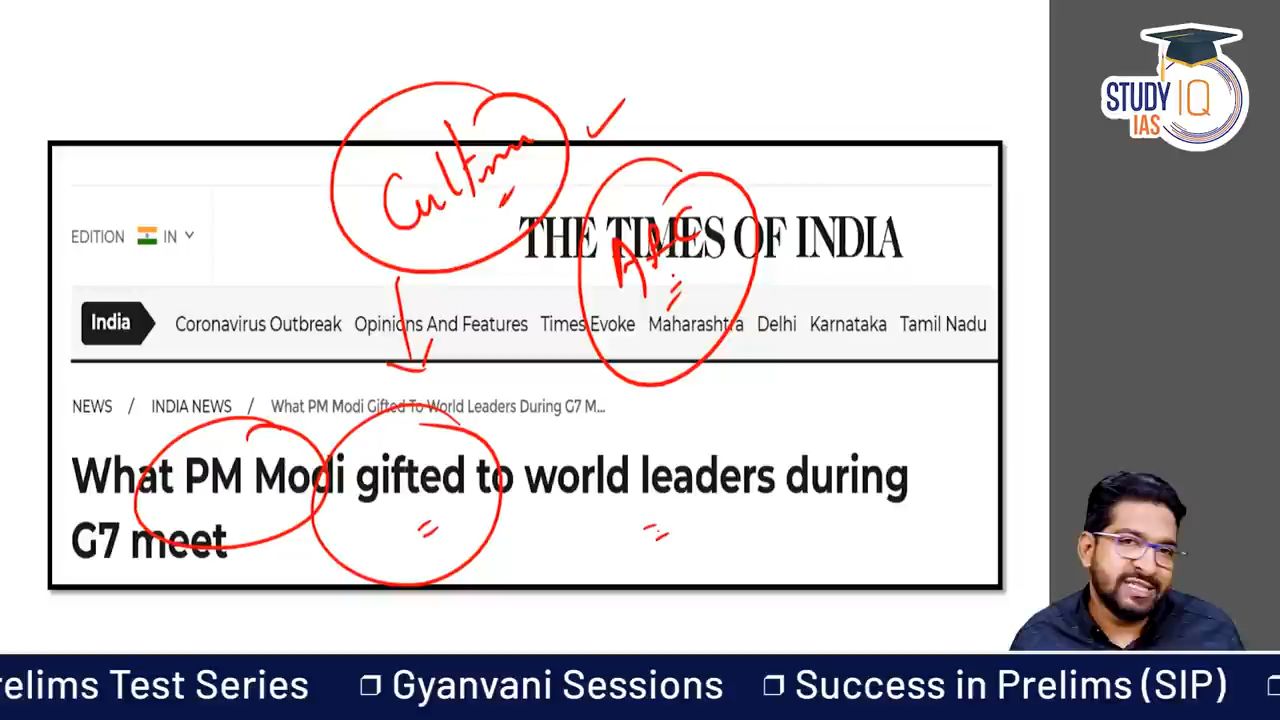 STUDY IQ
IAS
Culture
A&C
EDITION IN
THE TIMES OF INDIA
India Coronavirus Outbreak Opinions And Features Times Evoke Maharashtra Delhi Karnataka Tamil Nadu
NEWS / INDIA NEWS / What PM Modi Gifted To World Leaders During G7 M...
What PM Modi gifted to world leaders during
G7 meet
relims Test Series ❐ Gyanvani Sessions ❐ Success in Prelims (SIP) ❐